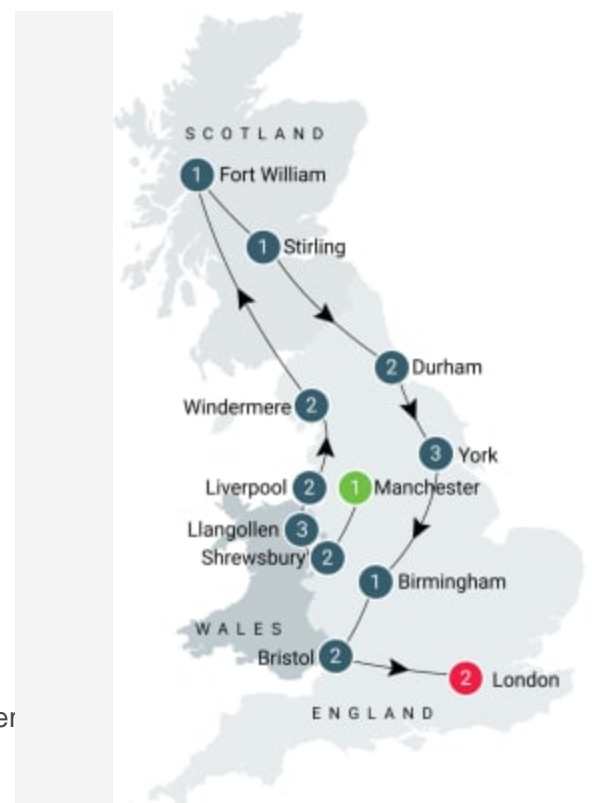 SCOTLAND
1 Fort William
1 Stirling
2 Durham
Windermere 2
3 York
Liverpool 2
1 Manchester
Llangollen 3
Shrewsbury 2
1 Birmingham
WALES
Bristol 2
2 London
ENGLAND
er